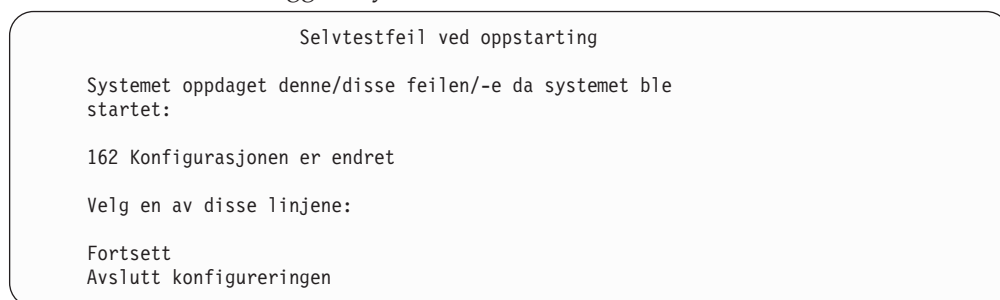 Selvtestfeil ved oppstarting
Systemet oppdaget denne/disse feilen/-e da systemet ble
startet:
162 Konfigurasjonen er endret
Velg en av disse linjene:
Fortsett
Avslutt konfigureringen